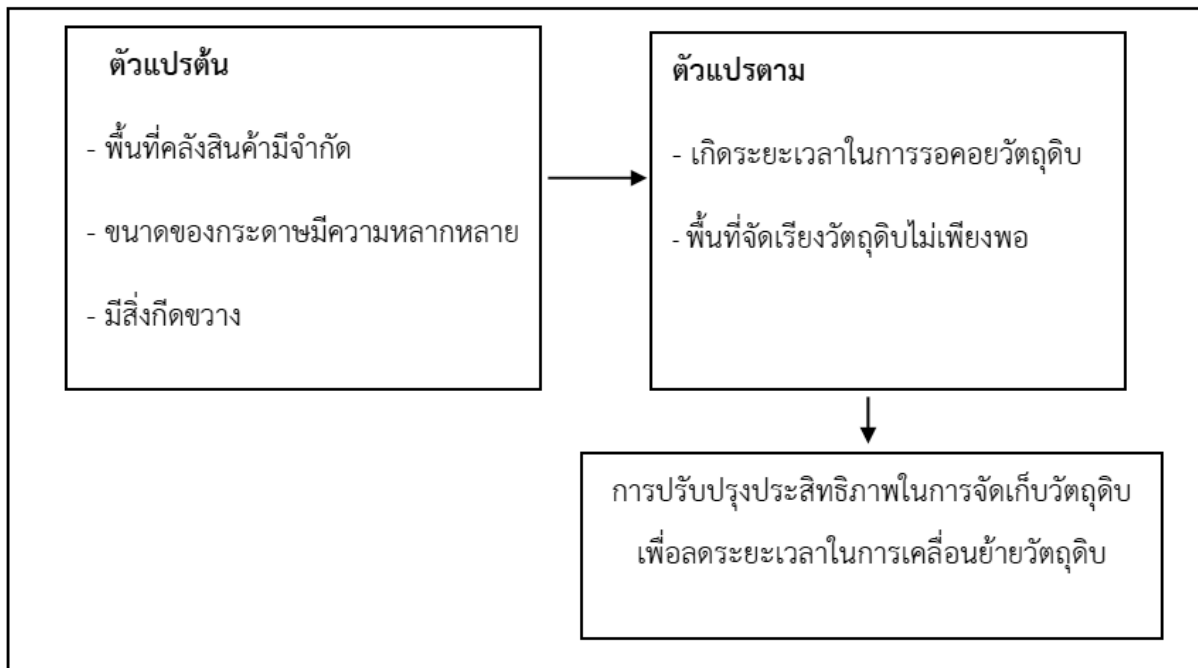 ตัวแปรต้น
- พื้นที่คลังสินค้ามีจำกัด
- ขนาดของกระดาษมีความหลากหลาย
- มีสิ่งกีดขวาง
ตัวแปรตาม
- เกิดระยะเวลาในการรอคอยวัตถุดิบ
- พื้นที่จัดเรียงวัตถุดิบไม่เพียงพอ
การปรับปรุงประสิทธิภาพในการจัดเก็บวัตถุดิบ
เพื่อลดระยะเวลาในการเคลื่อนย้ายวัตถุดิบ